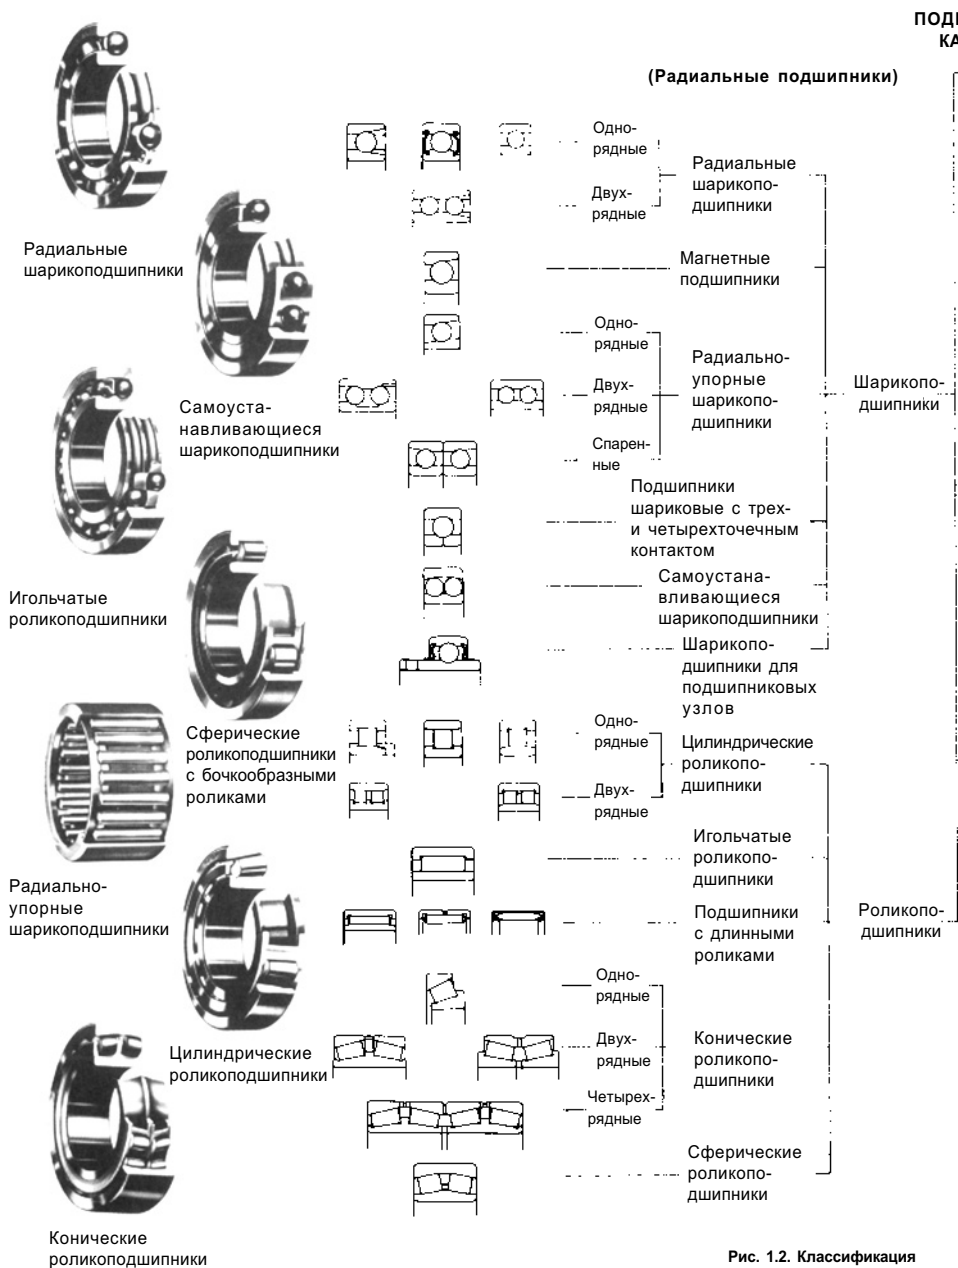 ПОД
КА
(Радиальные подшипники)
Одно-
рядные
Двух-
рядные
Радиальные
шарикопо-
дшипники
Радиальные
шарикоподшипники
Магнетные
подшипники
Одно-
рядные
Двух-
рядные
Спарен-
ные
Радиально-
упорные
шарикопо-
дшипники
Шарикопо-
дшипники
Самоуста-
навливающиеся
шарикоподшипники
Подшипники
шариковые с трех-
и четырехточечным
контактом
Самоустана-
вливающиеся
шарикоподшипники
Игольчатые
роликоподшипники
Шарикопо-
дшипники для
подшипниковых
узлов
Сферические
роликоподшипники
с бочкообразными
роликами
Одно-
рядные
Двух-
рядные
Цилиндрические
роликопо-
дшипники
Игольчатые
роликопо-
дшипники
Радиально-
упорные
шарикоподшипники
Подшипники
с длинными
роликами
Роликопо-
дшипники
Одно-
рядные
Двух-
рядные
Четырех-
рядные
Конические
роликопо-
дшипники
Цилиндрические
роликоподшипники
Сферические
роликопо-
дшипники
Конические
роликоподшипники
Рис. 1.2. Классификация